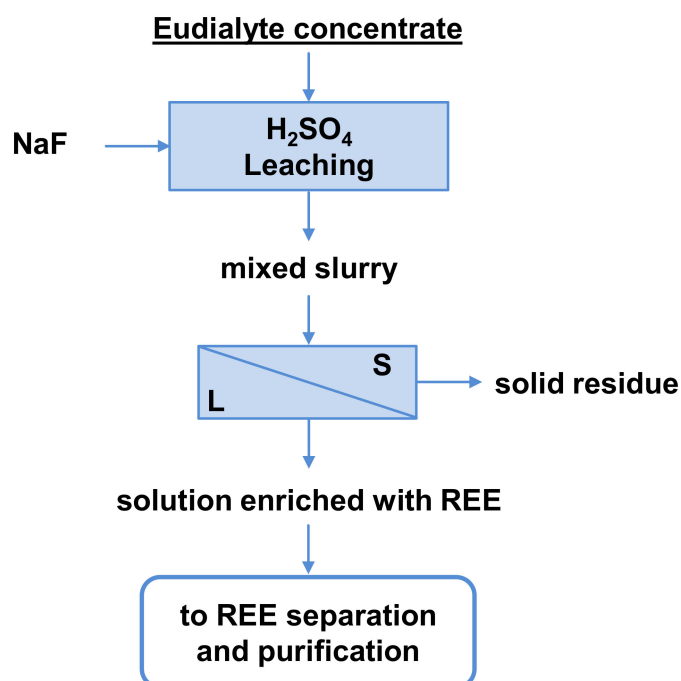 Eudialyte concentrate
NaF
H₂SO₄
Leaching
mixed slurry
S
L
solid residue
solution enriched with REE
to REE separation
and purification